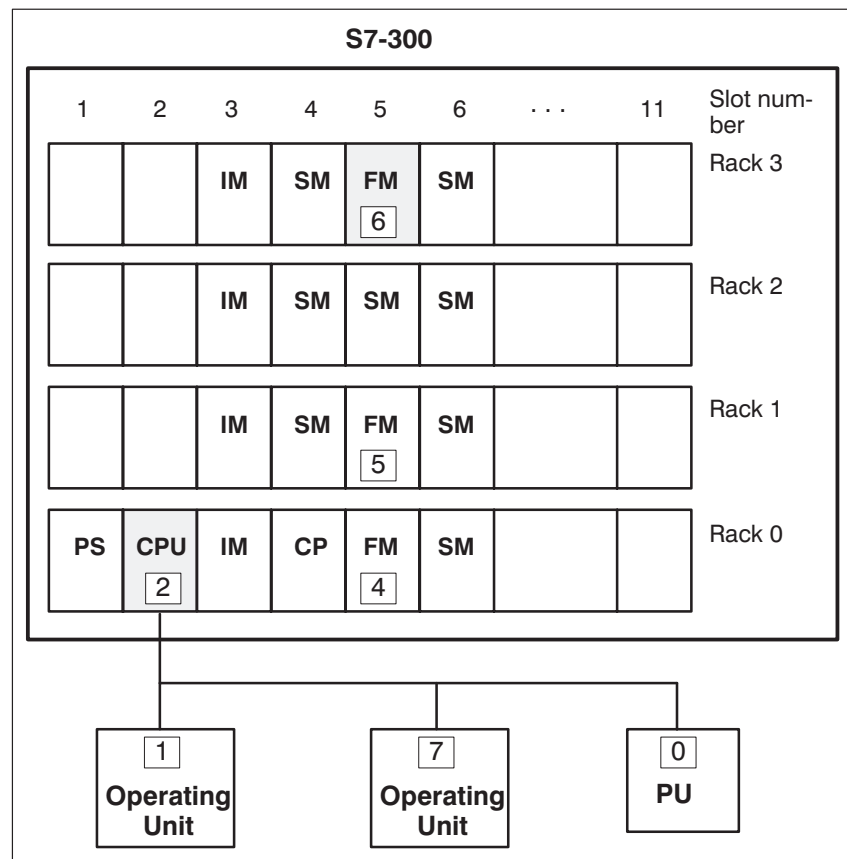 S7-300
1 2 3 4 5 6 . . . 11 Slot num-
ber
IM SM FM SM Rack 3
6
IM SM SM SM Rack 2
IM SM FM SM Rack 1
5
PS CPU IM CP FM SM Rack 0
2 4
1 7 0
Operating Operating PU
Unit Unit